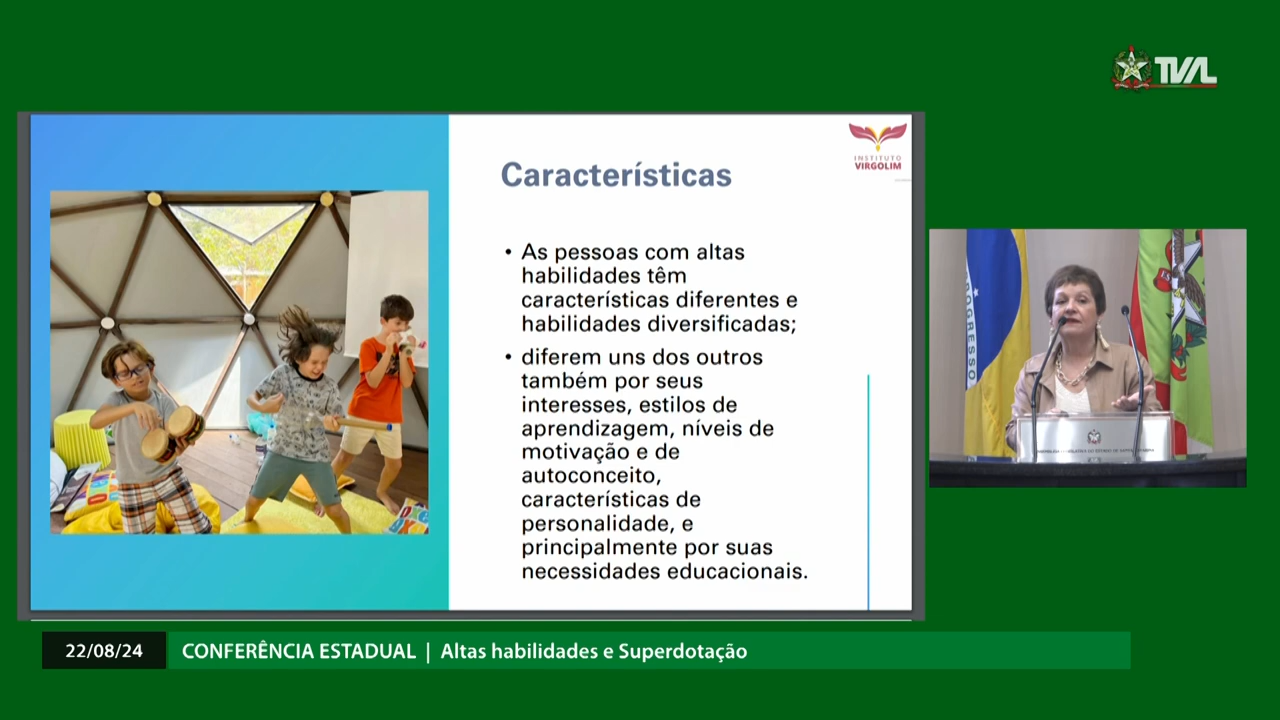 TVAL
INSTITUTO
VIRGOLIM
Características
• As pessoas com altas
habilidades têm
características diferentes e
habilidades diversificadas;
• diferem uns dos outros
também por seus
interesses, estilos de
aprendizagem, níveis de
motivação e de
autoconceito,
características de
personalidade, e
principalmente por suas
necessidades educacionais.
22/08/24
CONFERÊNCIA ESTADUAL | Altas habilidades e Superdotação